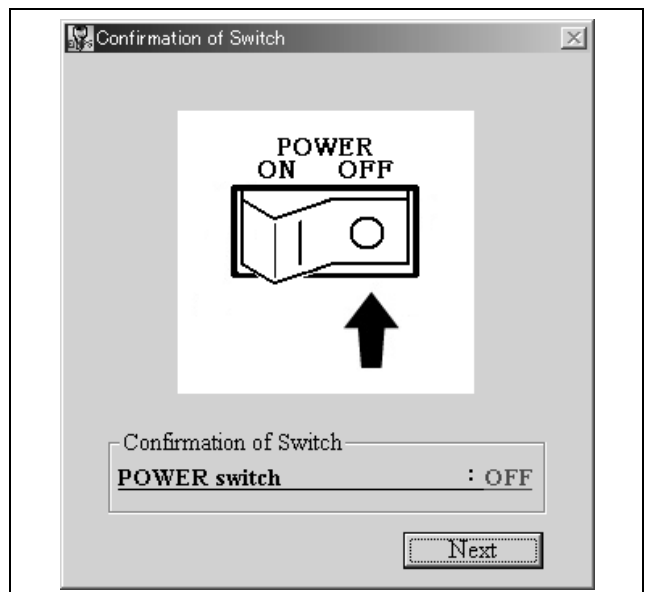 Confirmation of Switch
POWER
ON OFF
Confirmation of Switch
POWER switch : OFF
Next